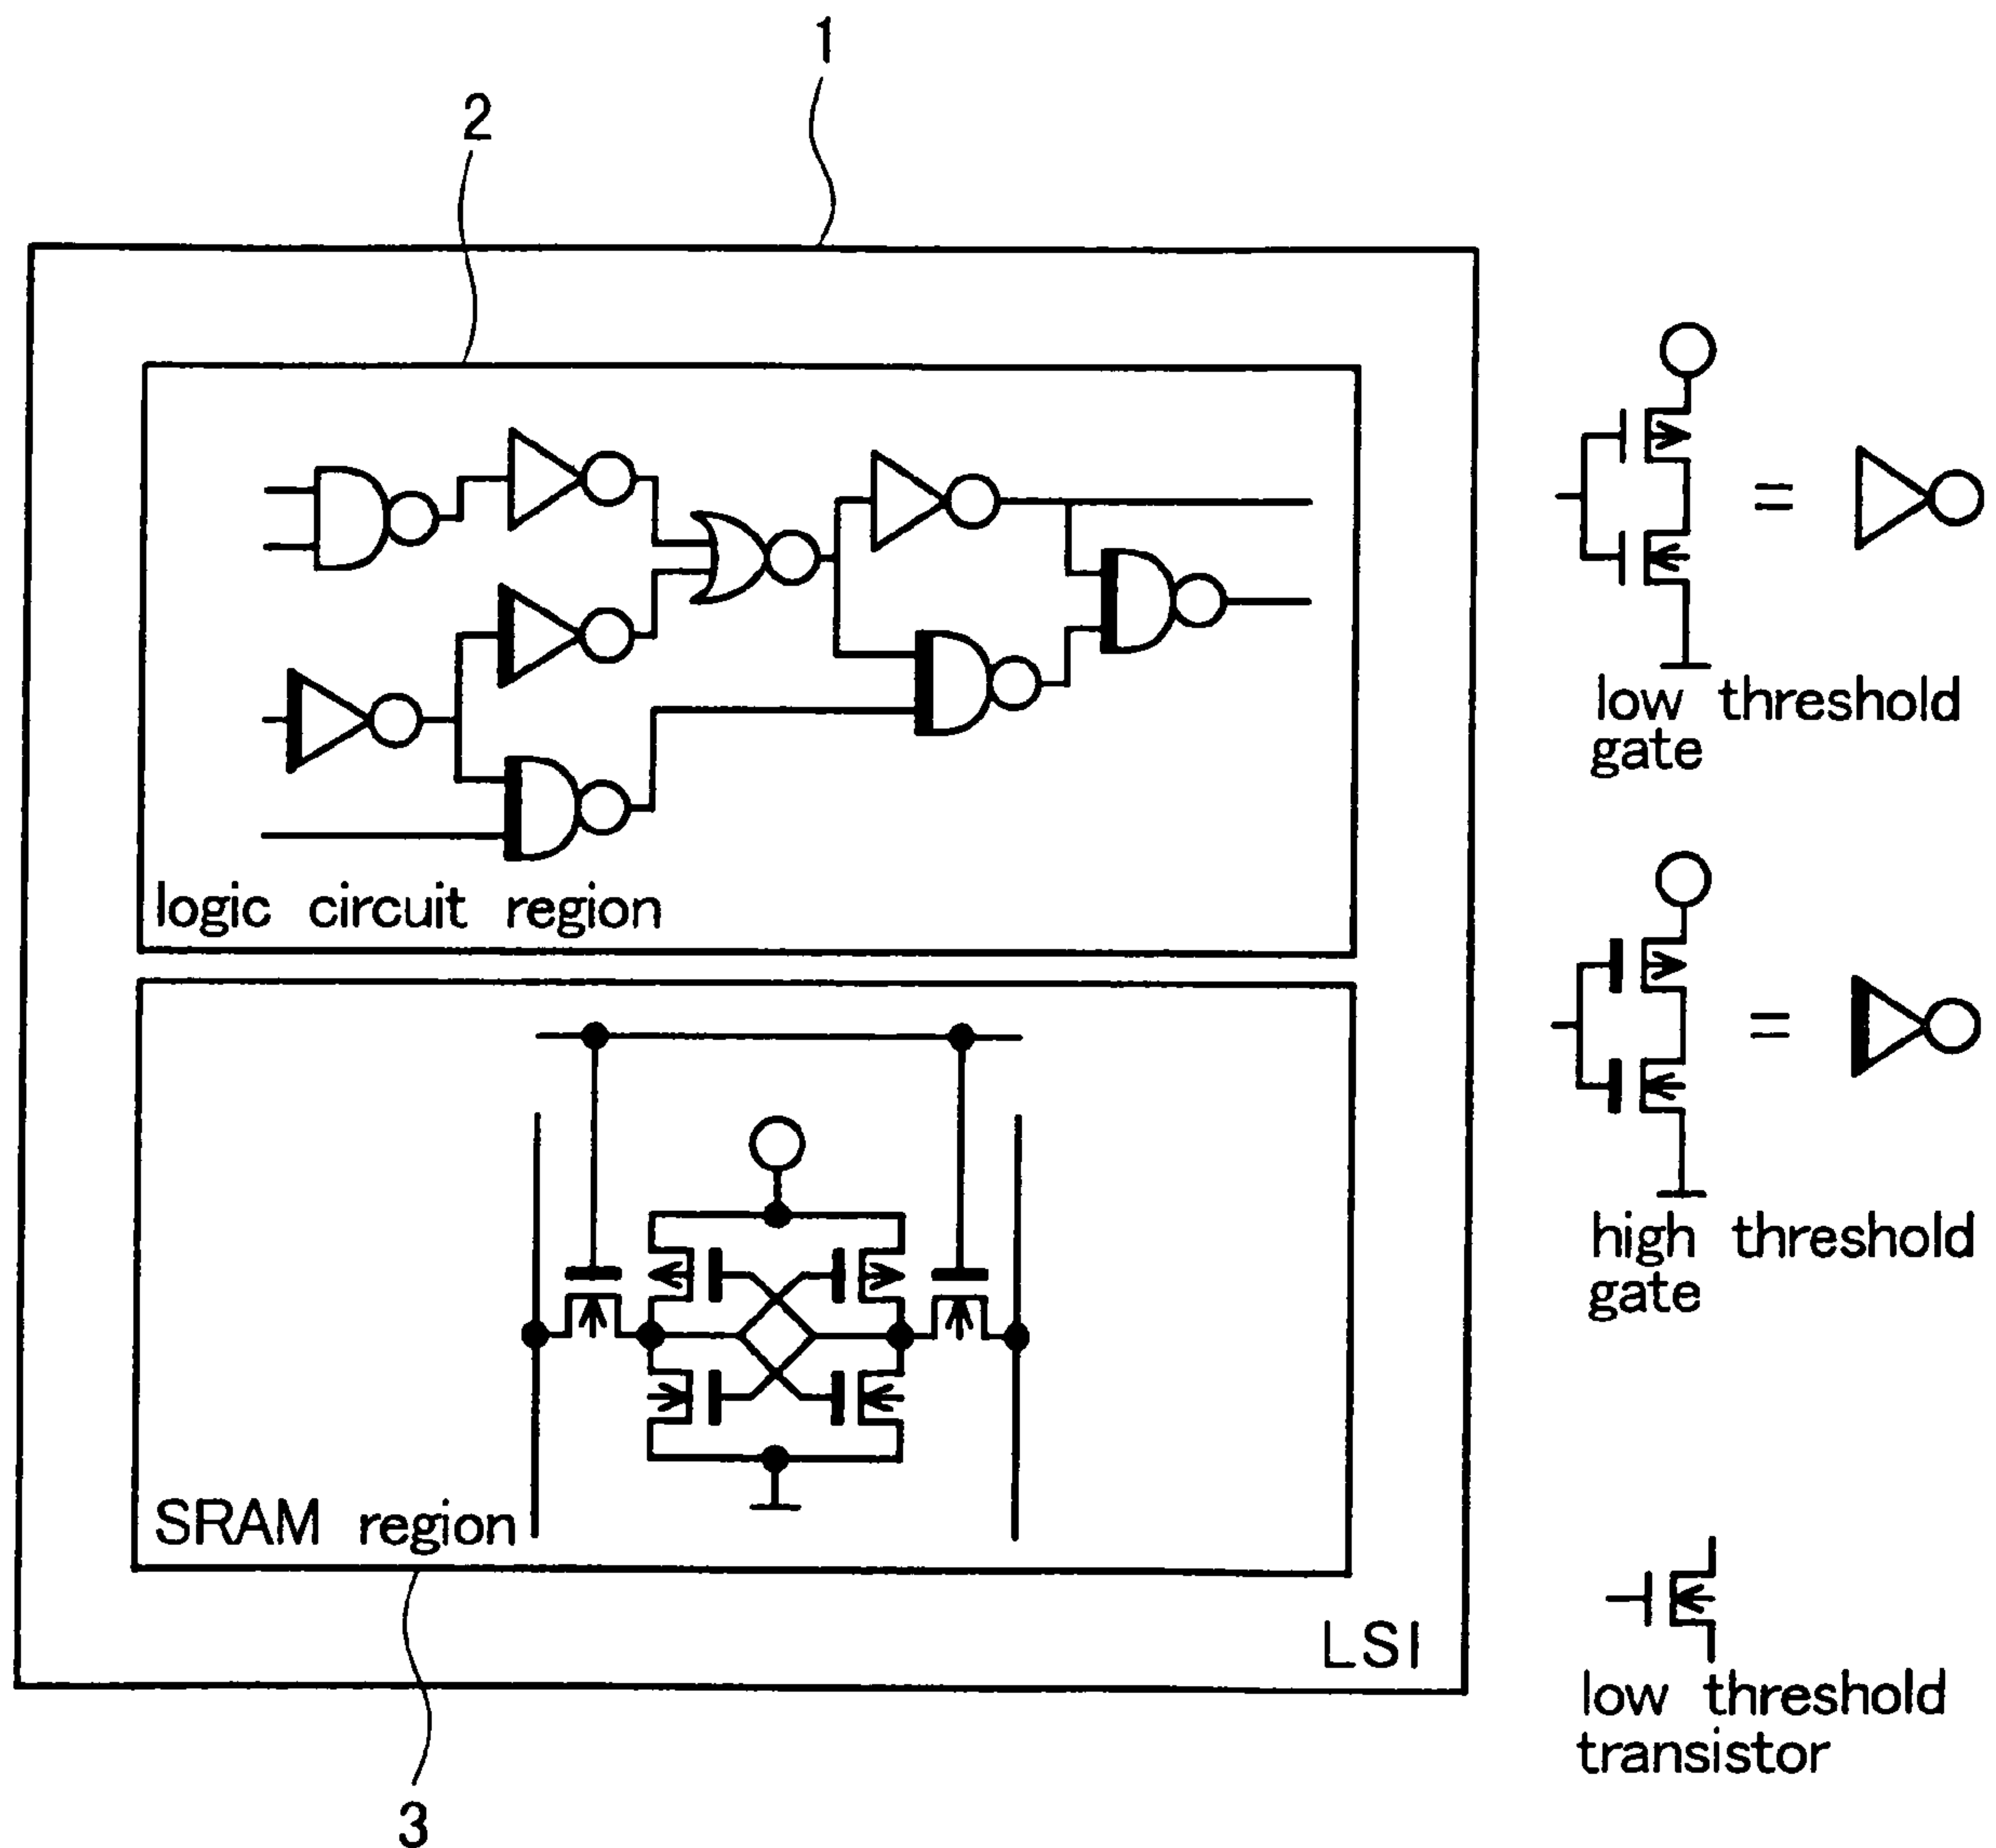 1
2
logic circuit region
SRAM region
LSI
3
low threshold
gate
=
high threshold
gate
=
low threshold
transistor